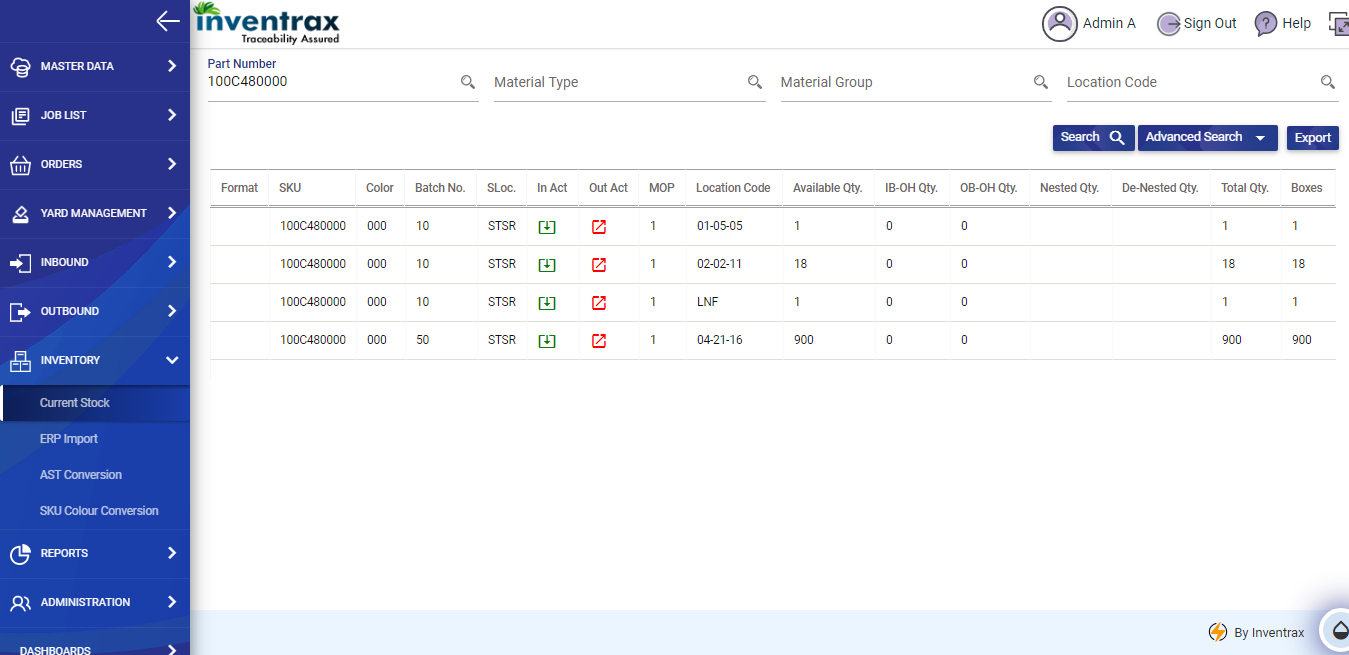 inventrax
Traceability Assured
Admin A
Sign Out
Help
MASTER DATA
JOB LIST
ORDERS
YARD MANAGEMENT
INBOUND
OUTBOUND
INVENTORY
Current Stock
ERP Import
AST Conversion
SKU Colour Conversion
REPORTS
ADMINISTRATION
DASHBOARDS
Part Number
100C480000
Material Type
Material Group
Location Code
Search
Advanced Search
Export
Format SKU Color Batch No. SLoc. In Act Out Act MOP Location Code Available Qty. IB-OH Qty. OB-OH Qty. Nested Qty. De-Nested Qty. Total Qty. Boxes
100C480000 000 10 STSR 1 01-05-05 1 0 0 1 1
100C480000 000 10 STSR 1 02-02-11 18 0 0 18 18
100C480000 000 10 STSR 1 LNF 1 0 0 1 1
100C480000 000 50 STSR 1 04-21-16 900 0 0 900 900
By Inventrax